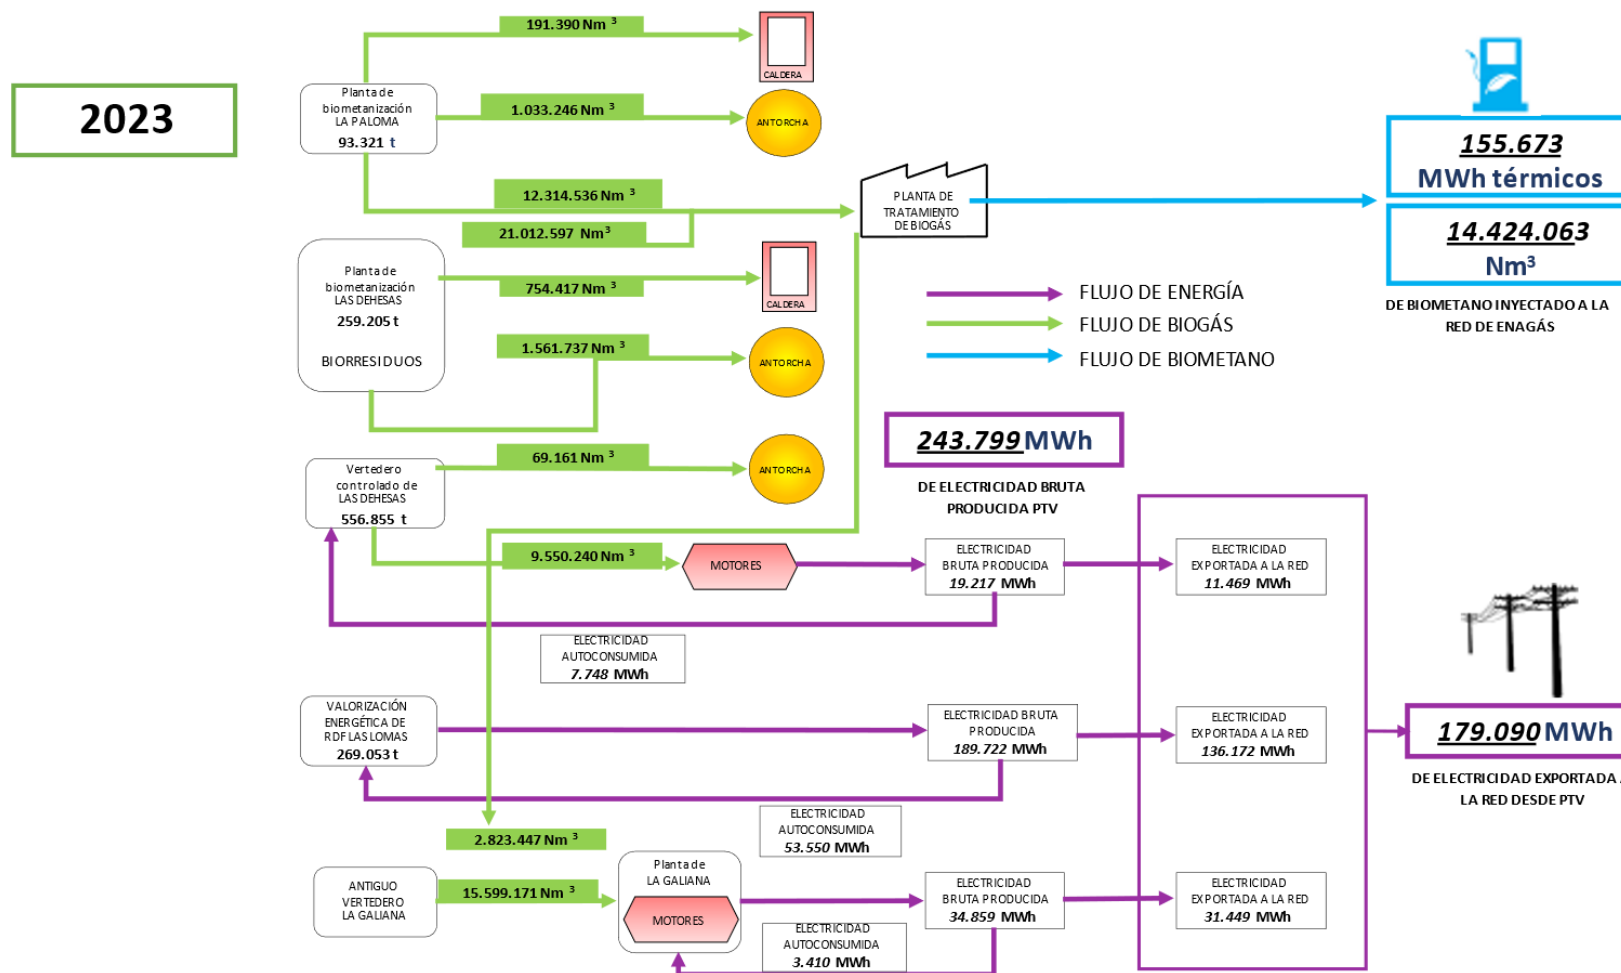 2023
191.390 Nm ³
CALDERA
Planta de
biometanización
LA PALOMA
93.321 t
1.033.246 Nm ³
ANTORCHA
12.314.536 Nm ³
21.012.597 Nm³
PLANTA DE
TRATAMIENTO
DE BIOGÁS
155.673
MWh térmicos
14.424.063
Nm³
DE BIOMETANO INYECTADO A LA
RED DE ENAGÁS
Planta de
biometanización
LAS DEHESAS
259.205 t
BIORRESIDUOS
754.417 Nm ³
CALDERA
1.561.737 Nm ³
ANTORCHA
FLUJO DE ENERGÍA
FLUJO DE BIOGÁS
FLUJO DE BIOMETANO
243.799 MWh
DE ELECTRICIDAD BRUTA
PRODUCIDA PTV
Vertedero
controlado de
LAS DEHESAS
556.855 t
69.161 Nm ³
ANTORCHA
9.550.240 Nm ³
MOTORES
ELECTRICIDAD
BRUTA PRODUCIDA
19.217 MWh
ELECTRICIDAD
EXPORTADA A LA RED
11.469 MWh
ELECTRICIDAD
AUTOCONSUMIDA
7.748 MWh
VALORIZACIÓN
ENERGÉTICA DE
RDF LAS LOMAS
269.053 t
ELECTRICIDAD BRUTA
PRODUCIDA
189.722 MWh
ELECTRICIDAD
EXPORTADA A LA RED
136.172 MWh
179.090 MWh
DE ELECTRICIDAD EXPORTADA
LA RED DESDE PTV
ELECTRICIDAD
AUTOCONSUMIDA
53.550 MWh
2.823.447 Nm ³
ANTIGUO
VERTEDERO
LA GALIANA
15.599.171 Nm ³
Planta de
LA GALIANA
MOTORES
ELECTRICIDAD
BRUTA PRODUCIDA
34.859 MWh
ELECTRICIDAD
EXPORTADA A LA RED
31.449 MWh
ELECTRICIDAD
AUTOCONSUMIDA
3.410 MWh